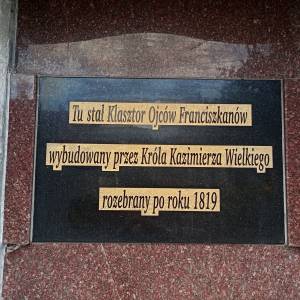 Tu stał Klasztor Ojców Franciszkanów
wybudowany przez Króla Kazimierza Wielkiego
rozebrany po roku 1819